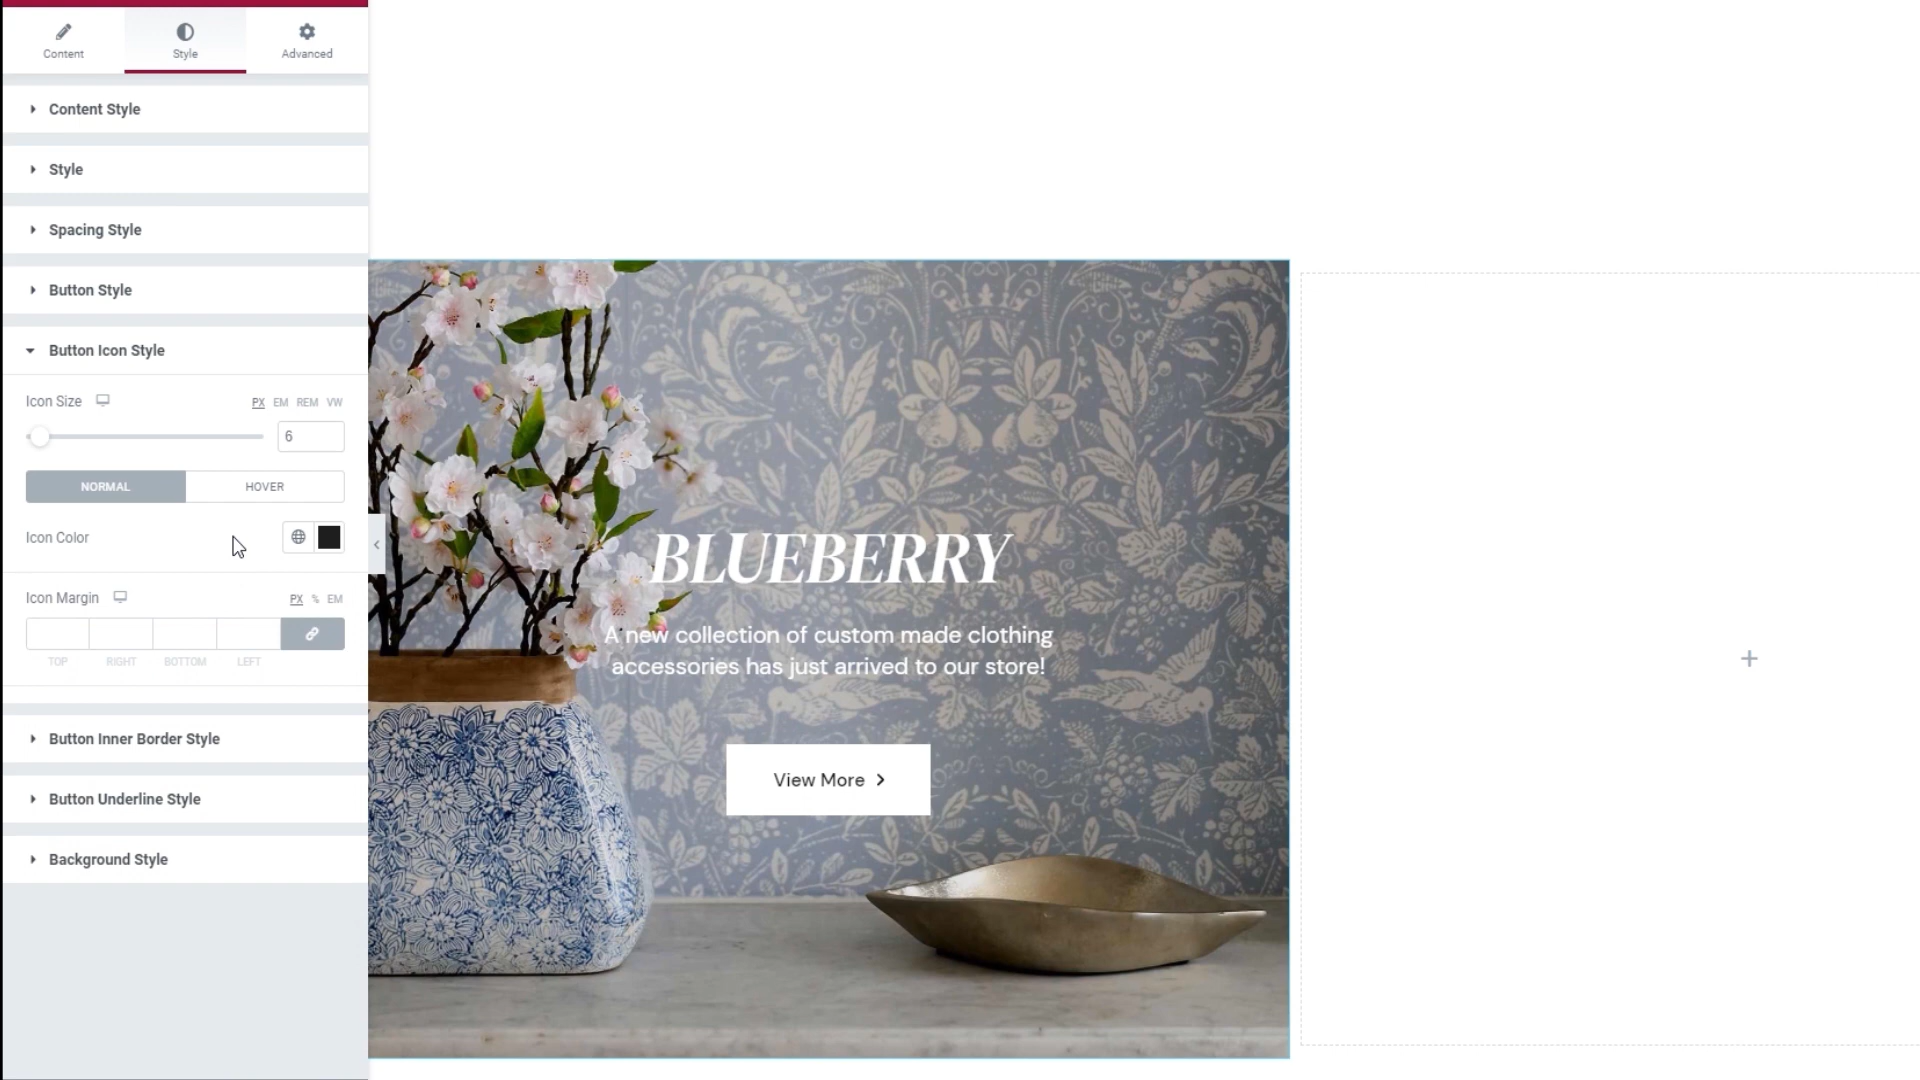 Content
Style
Advanced
Content Style
Style
Spacing Style
Button Style
Button Icon Style
Icon Size
PX EM REM VW
6
NORMAL
HOVER
Icon Color
Icon Margin
PX % EM
TOP RIGHT BOTTOM LEFT
Button Inner Border Style
Button Underline Style
Background Style
BLUEBERRY
A new collection of custom made clothing
accessories has just arrived to our store!
View More